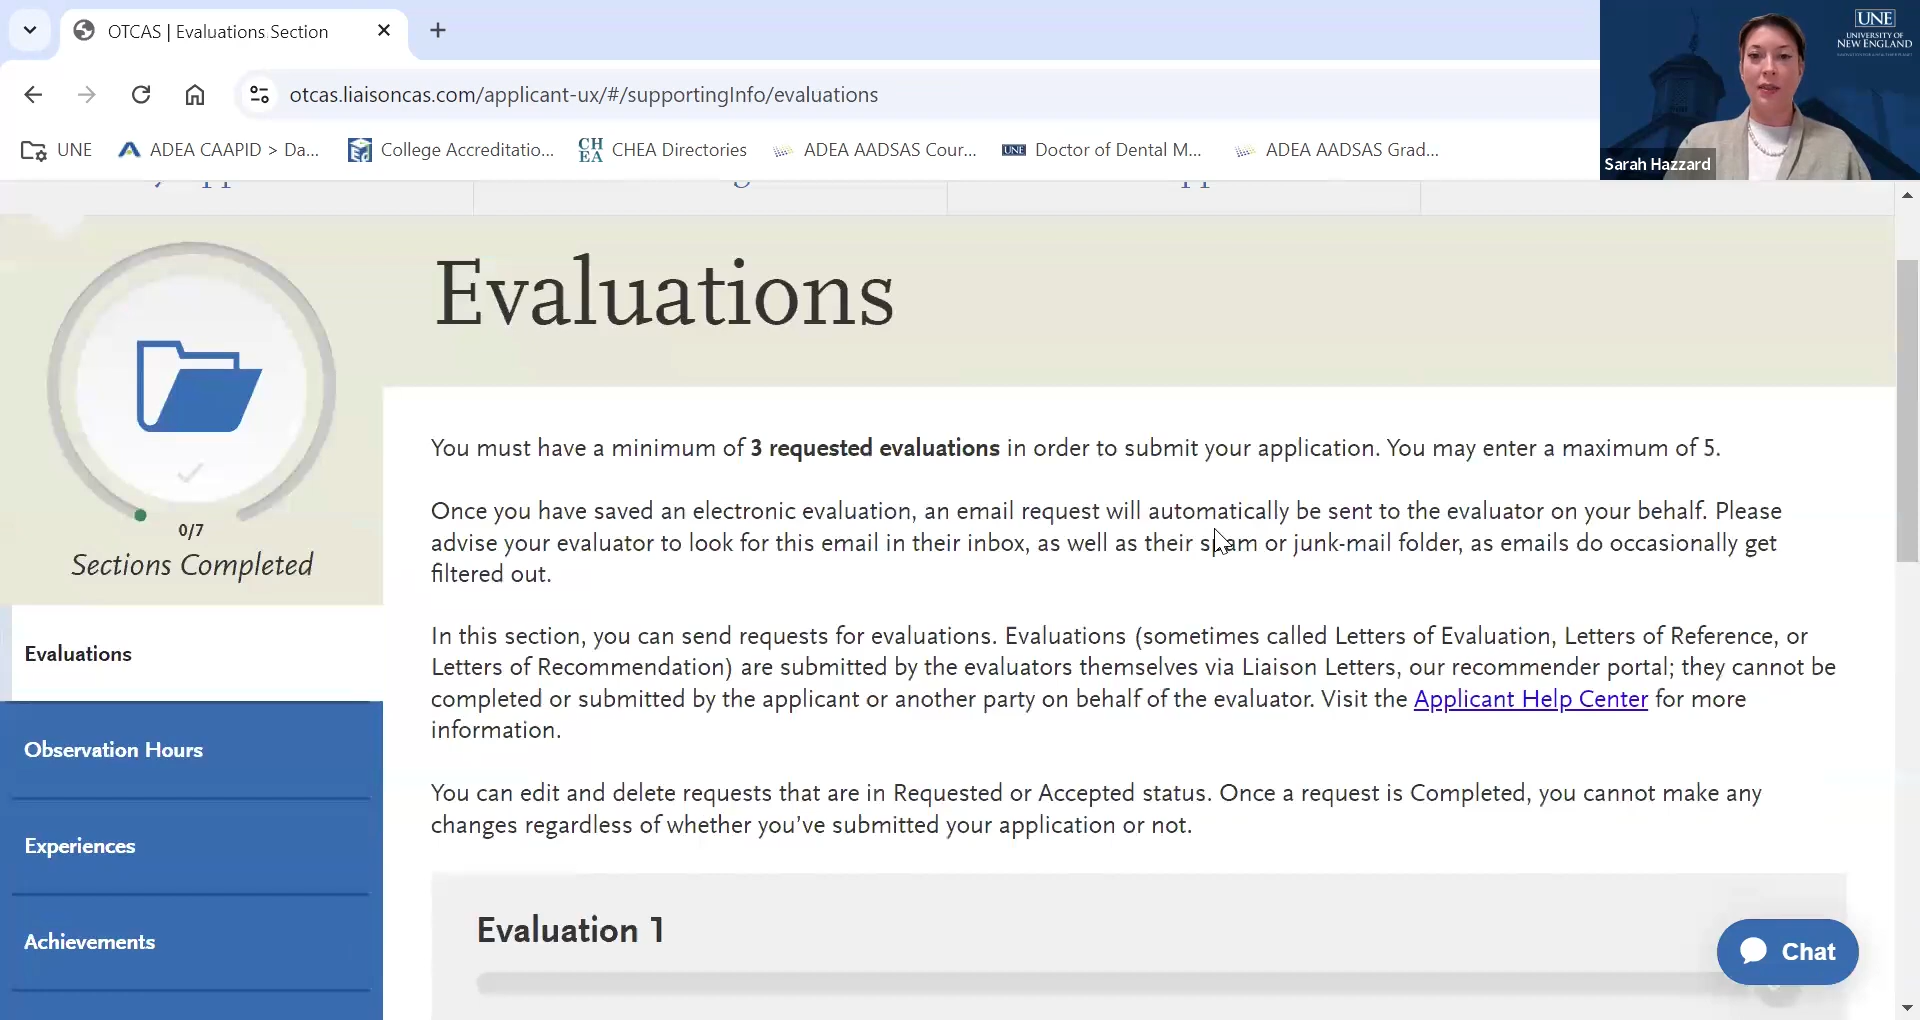 OTCAS | Evaluations Section
otcas.liaisoncas.com/applicant-ux/#/supportingInfo/evaluations
UNE
ADEA CAAPID > Da...
College Accreditatio...
CHEA
CHEA Directories
ADEA AADSAS Cour...
UNE
Doctor of Dental M...
ADEA AADSAS Grad...
UNE
UNIVERSITY OF
NEW ENGLAND
Sarah Hazzard
Evaluations
0/7
Sections Completed
Evaluations
Observation Hours
Experiences
Achievements
You must have a minimum of 3 requested evaluations in order to submit your application. You may enter a maximum of 5.
Once you have saved an electronic evaluation, an email request will automatically be sent to the evaluator on your behalf. Please
advise your evaluator to look for this email in their inbox, as well as their spam or junk-mail folder, as emails do occasionally get
filtered out.
In this section, you can send requests for evaluations. Evaluations (sometimes called Letters of Evaluation, Letters of Reference, or
Letters of Recommendation) are submitted by the evaluators themselves via Liaison Letters, our recommender portal; they cannot be
completed or submitted by the applicant or another party on behalf of the evaluator. Visit the Applicant Help Center for more
information.
You can edit and delete requests that are in Requested or Accepted status. Once a request is Completed, you cannot make any
changes regardless of whether you've submitted your application or not.
Evaluation 1
Chat